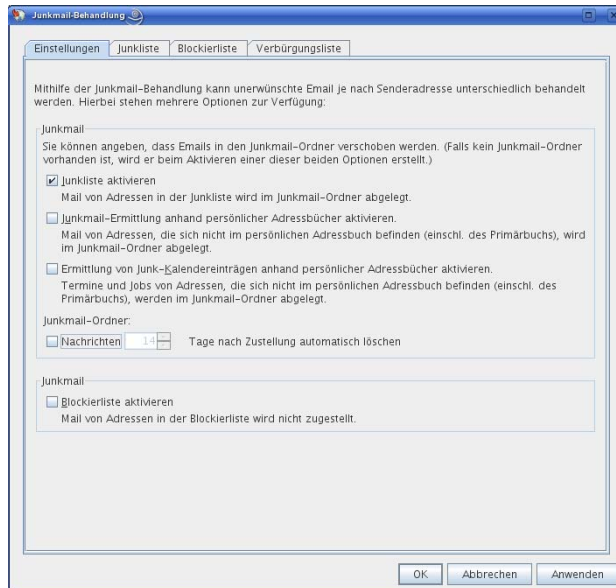 Junkmail-Behandlung
Einstellungen Junkliste Blockierliste Verbürgungsliste
Mithilfe der Junkmail-Behandlung kann unerwünschte Email je nach Senderadresse unterschiedlich behandelt
werden. Hierbei stehen mehrere Optionen zur Verfügung:
Junkmail
Sie können angeben, dass Emails in den Junkmail-Ordner verschoben werden. (Falls kein Junkmail-Ordner
vorhanden ist, wird er beim Aktivieren einer dieser beiden Optionen erstellt.)
Junkliste aktivieren
Mail von Adressen in der Junkliste wird im Junkmail-Ordner abgelegt.
Junkmail-Ermittlung anhand persönlicher Adressbücher aktivieren.
Mail von Adressen, die sich nicht im persönlichen Adressbuch befinden (einschl. des Primärbuchs), wird
im Junkmail-Ordner abgelegt.
Ermittlung von Junk-Kalendereinträgen anhand persönlicher Adressbücher aktivieren.
Termine und Jobs von Adressen, die sich nicht im persönlichen Adressbuch befinden (einschl. des
Primärbuchs), werden im Junkmail-Ordner abgelegt.
Junkmail-Ordner:
Nachrichten 14 Tage nach Zustellung automatisch löschen
Junkmail
Blockierliste aktivieren
Mail von Adressen in der Blockierliste wird nicht zugestellt.
OK Abbrechen Anwenden